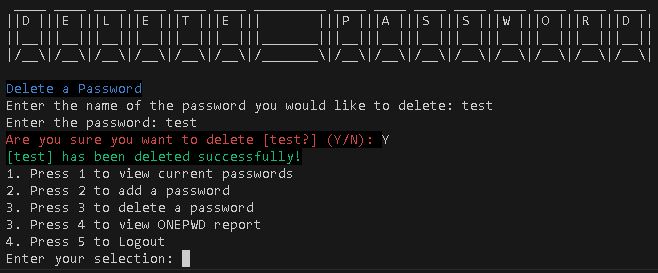 DELETE PASSWORD
Delete a Password
Enter the name of the password you would like to delete: test
Enter the password: test
Are you sure you want to delete [test?] (Y/N): Y
[test] has been deleted successfully!
1. Press 1 to view current passwords
2. Press 2 to add a password
3. Press 3 to delete a password
3. Press 4 to view ONEPWD report
4. Press 5 to Logout
Enter your selection: